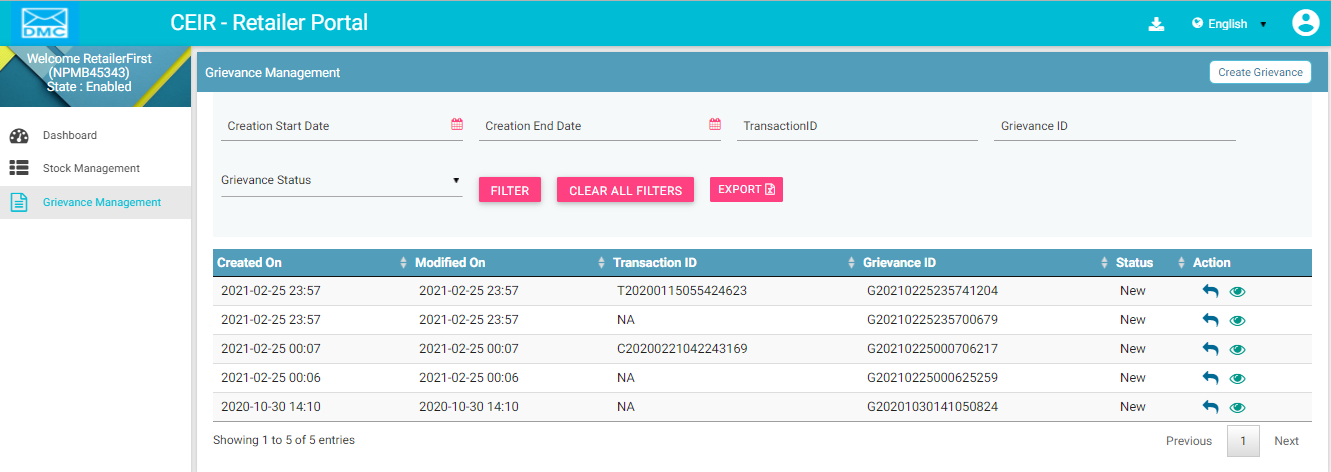 DMC
CEIR - Retailer Portal
English
Welcome RetailerFirst
(NPMB45343)
State : Enabled
Dashboard
Stock Management
Grievance Management
Grievance Management
Create Grievance
Creation Start Date
Creation End Date
TransactionID
Grievance ID
Grievance Status
FILTER
CLEAR ALL FILTERS
EXPORT
Created On Modified On Transaction ID Grievance ID Status Action
2021-02-25 23:57 2021-02-25 23:57 T20200115055424623 G20210225235741204 New
2021-02-25 23:57 2021-02-25 23:57 NA G20210225235700679 New
2021-02-25 00:07 2021-02-25 00:07 C20200221042243169 G20210225000706217 New
2021-02-25 00:06 2021-02-25 00:06 NA G20210225000625259 New
2020-10-30 14:10 2020-10-30 14:10 NA G20201030141050824 New
Showing 1 to 5 of 5 entries
Previous 1 Next